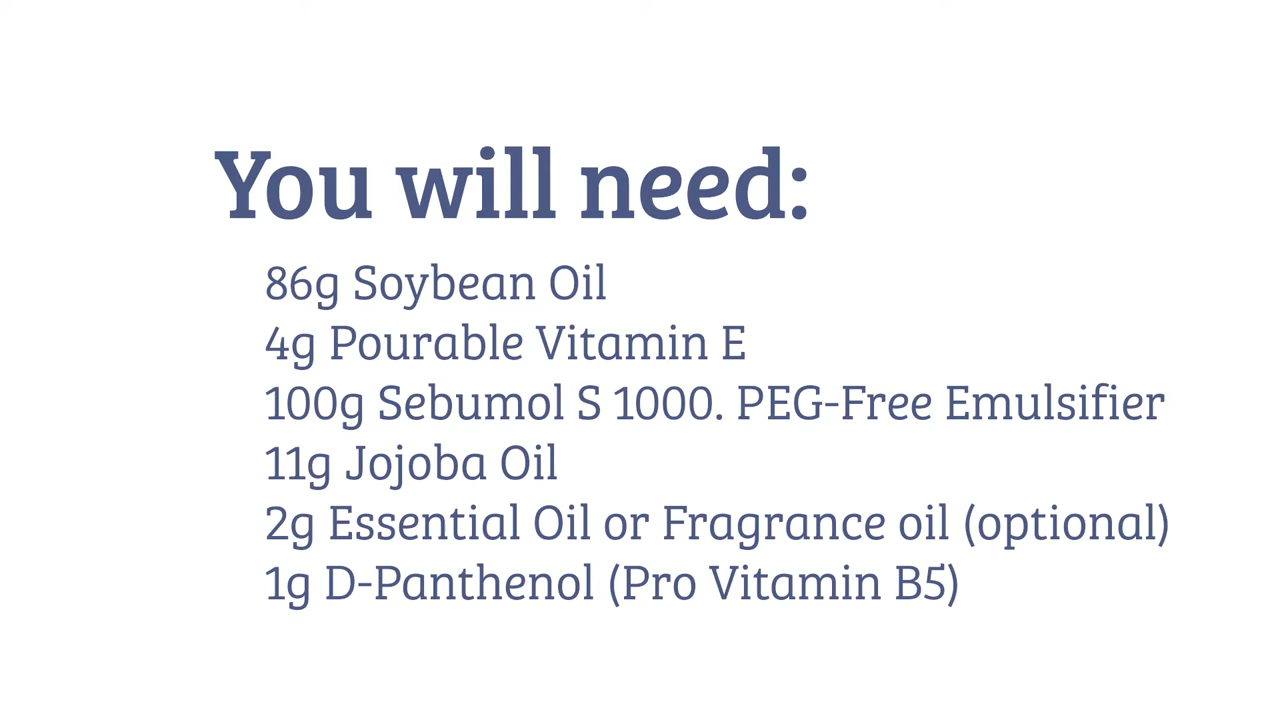 You will need:
86g Soybean Oil
4g Pourable Vitamin E
100g Sebumol S 1000. PEG-Free Emulsifier
11g Jojoba Oil
2g Essential Oil or Fragrance oil (optional)
1g D-Panthenol (Pro Vitamin B5)